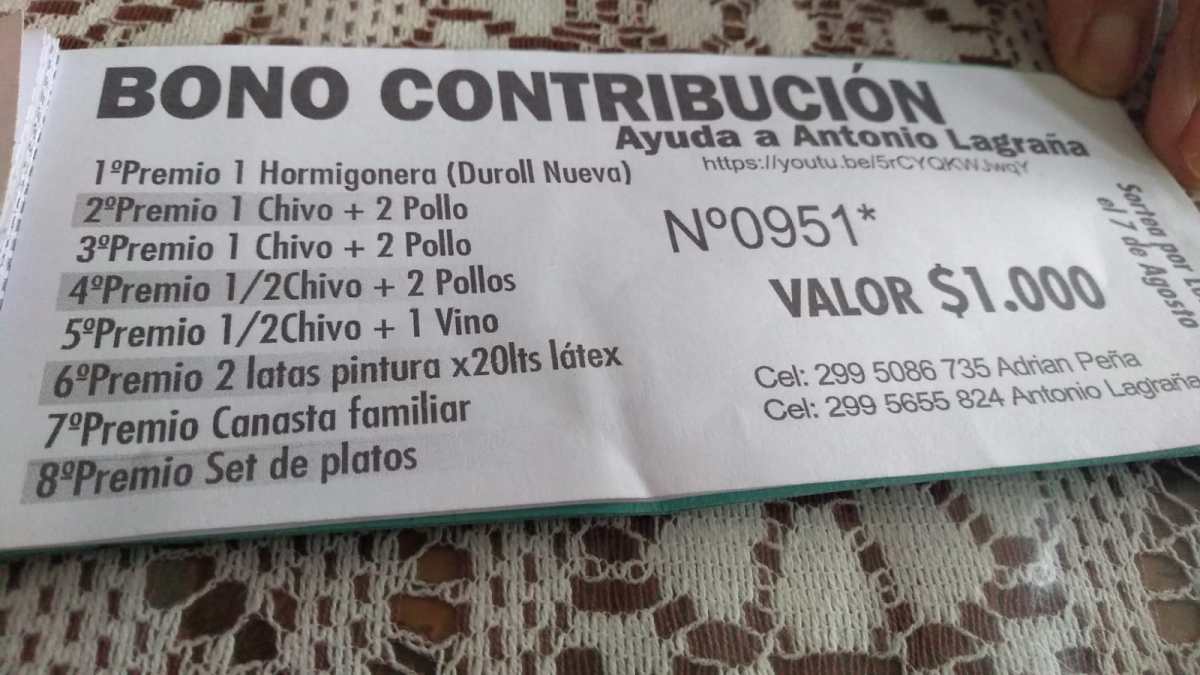 BONO CONTRIBUCIÓN
Ayuda a Antonio Lagraña
https://youtu.be/5rCYQKWJwqY
1ºPremio 1 Hormigonera (Duroll Nueva)
2ºPremio 1 Chivo + 2 Pollo
3ºPremio 1 Chivo + 2 Pollo
4ºPremio 1/2Chivo + 2 Pollos
5ºPremio 1/2Chivo + 1 Vino
6ºPremio 2 latas pintura x20lts látex
7ºPremio Canasta familiar
8ºPremio Set de platos
Nº0951*
VALOR $1.000
Cel: 299 5086 735 Adrian Peña
Cel: 299 5655 824 Antonio Lagraña
Sortea por
el 7 de Agosto